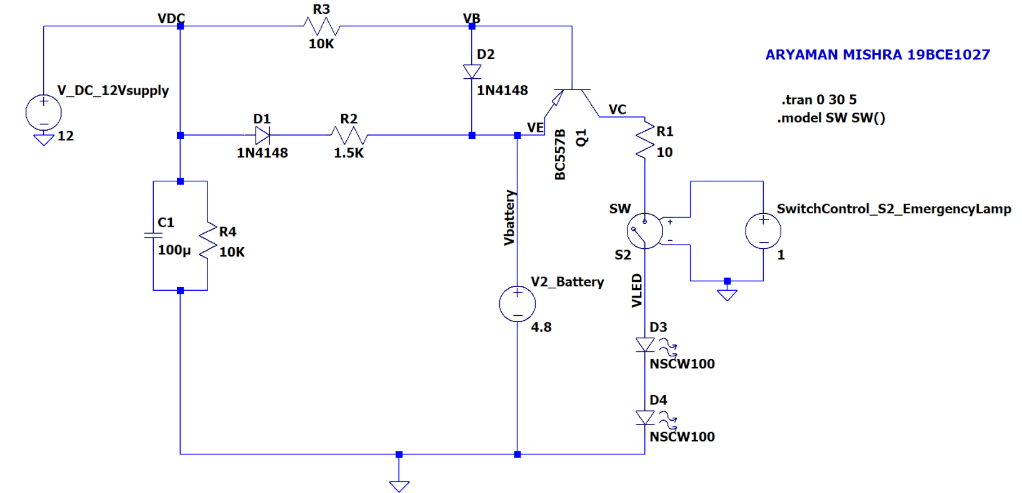 R3
VDC
VB
10K
D2
ARYAMAN MISHRA 19BCE1027
V_DC_12Vsupply
1N4148
.tran 0 30 5
.model SW SW()
12
D1
R2
VE
VC
1N4148
1.5K
BC557B
Q1
R1
10
C1
R4
100µ
10K
Vbattery
SW
+
−
S2
SwitchControl_S2_EmergencyLamp
1
V2_Battery
4.8
VLED
D3
NSCW100
D4
NSCW100